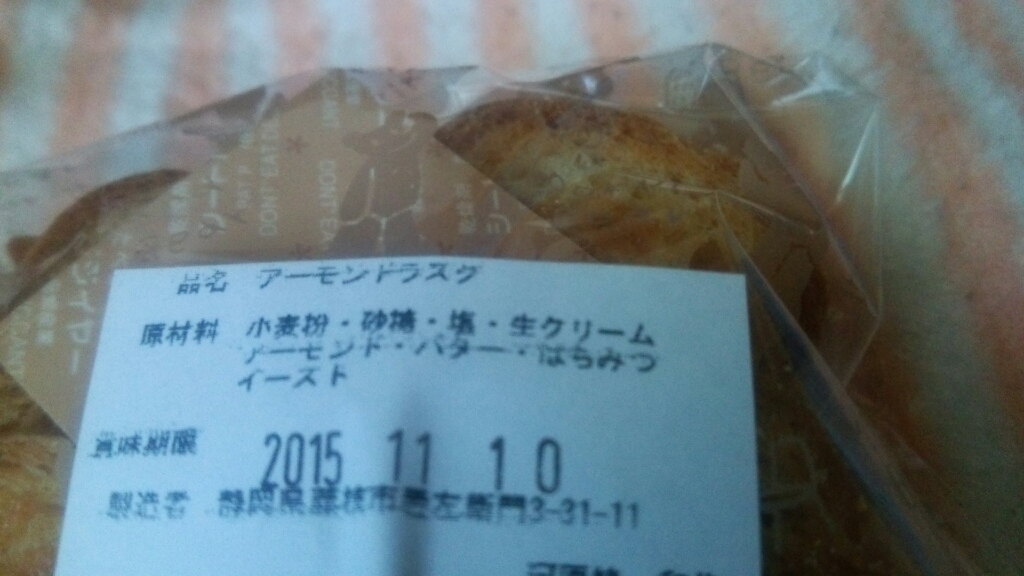 品名 アーモンドラスク
原材料 小麦粉・砂糖・塩・生クリーム
アーモンド・バター・はちみつ
イースト
賞味期限 2015 11 10
製造者 静岡県藤枝市善左衛門3-31-11
DON'T EAT